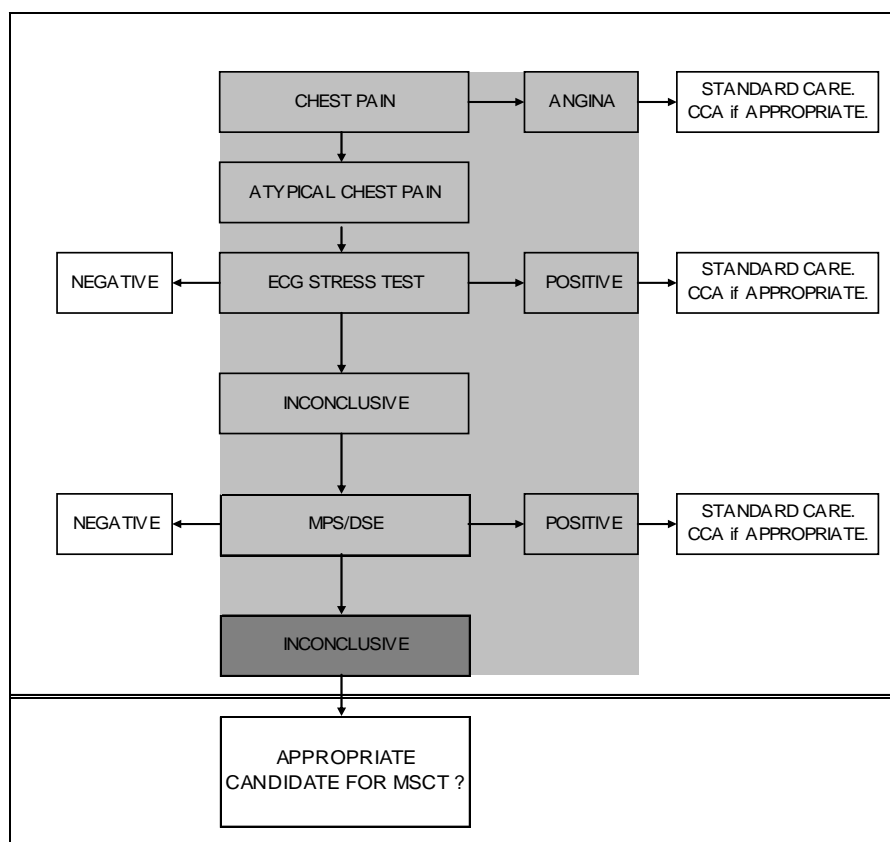 CHEST PAIN
ANGINA
STANDARD CARE.
CCA if APPROPRIATE.
ATYPICAL CHEST PAIN
NEGATIVE
ECG STRESS TEST
POSITIVE
STANDARD CARE.
CCA if APPROPRIATE.
INCONCLUSIVE
NEGATIVE
MPS/DSE
POSITIVE
STANDARD CARE.
CCA if APPROPRIATE.
INCONCLUSIVE
APPROPRIATE
CANDIDATE FOR MSCT ?